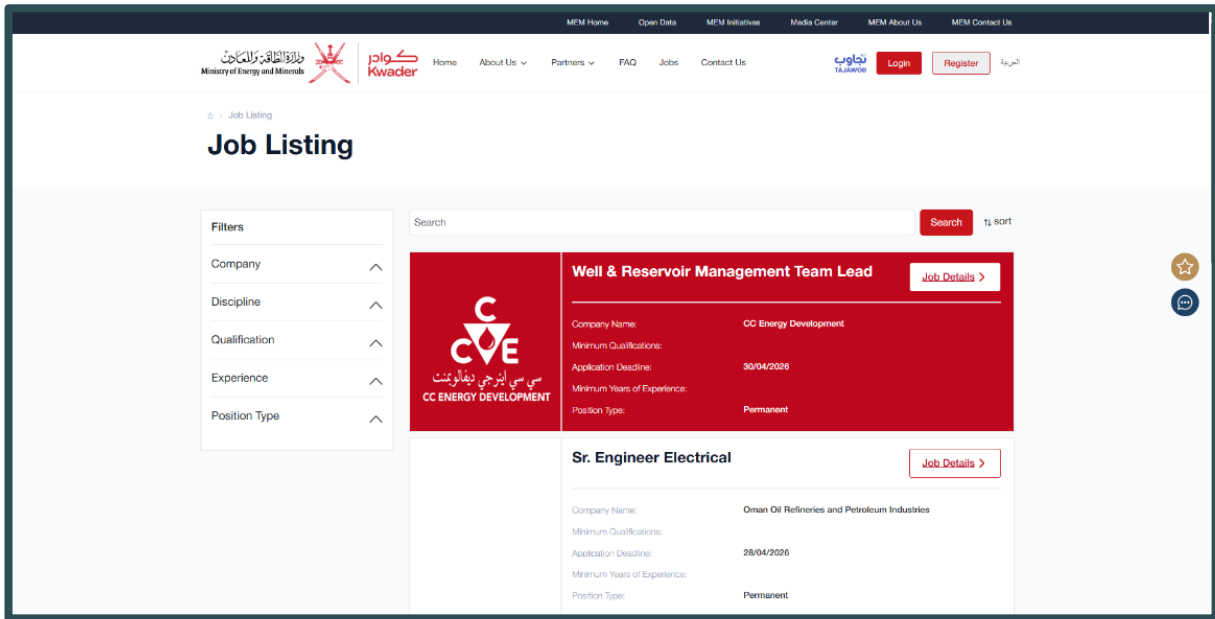 MEM Home Open Data MEM Initiatives Media Center MEM About Us MEM Contact Us
وزارة الطاقة والمعادن
Ministry of Energy and Minerals
كوادر
Kwader
Home About Us Partners FAQ Jobs Contact Us
تجاوب
TAJAWOB
Login Register العربية
Job Listing
Job Listing
Filters
Company
Discipline
Qualification
Experience
Position Type
Search Search sort
CCE
سي سي اينرجي ديفالوبمنت
CC ENERGY DEVELOPMENT
Well & Reservoir Management Team Lead Job Details
Company Name: CC Energy Development
Minimum Qualifications:
Application Deadline: 30/04/2026
Minimum Years of Experience:
Position Type: Permanent
Sr. Engineer Electrical Job Details
Company Name: Oman Oil Refineries and Petroleum Industries
Minimum Qualifications:
Application Deadline: 28/04/2026
Minimum Years of Experience:
Position Type: Permanent